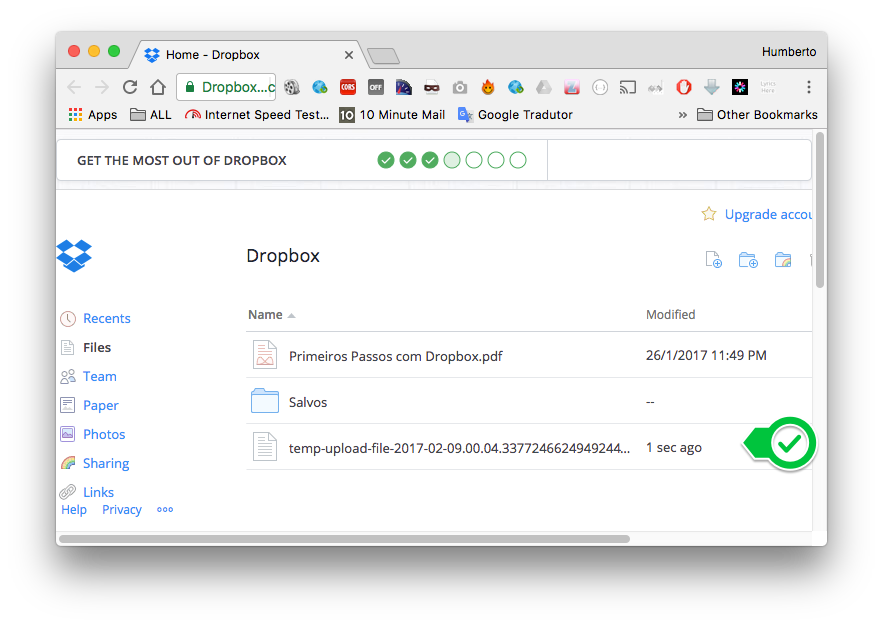 Home - Dropbox
Humberto
Dropbox...c
CORS
OFF
Apps
ALL
Internet Speed Test...
10
10 Minute Mail
Google Tradutor
»
Other Bookmarks
GET THE MOST OUT OF DROPBOX
Upgrade accou
Dropbox
Name
Modified
Recents
Files
Team
Paper
Photos
Sharing
Links
Help
Privacy
Primeiros Passos com Dropbox.pdf
26/1/2017 11:49 PM
Salvos
--
temp-upload-file-2017-02-09.00.04.3377246624949244...
1 sec ago